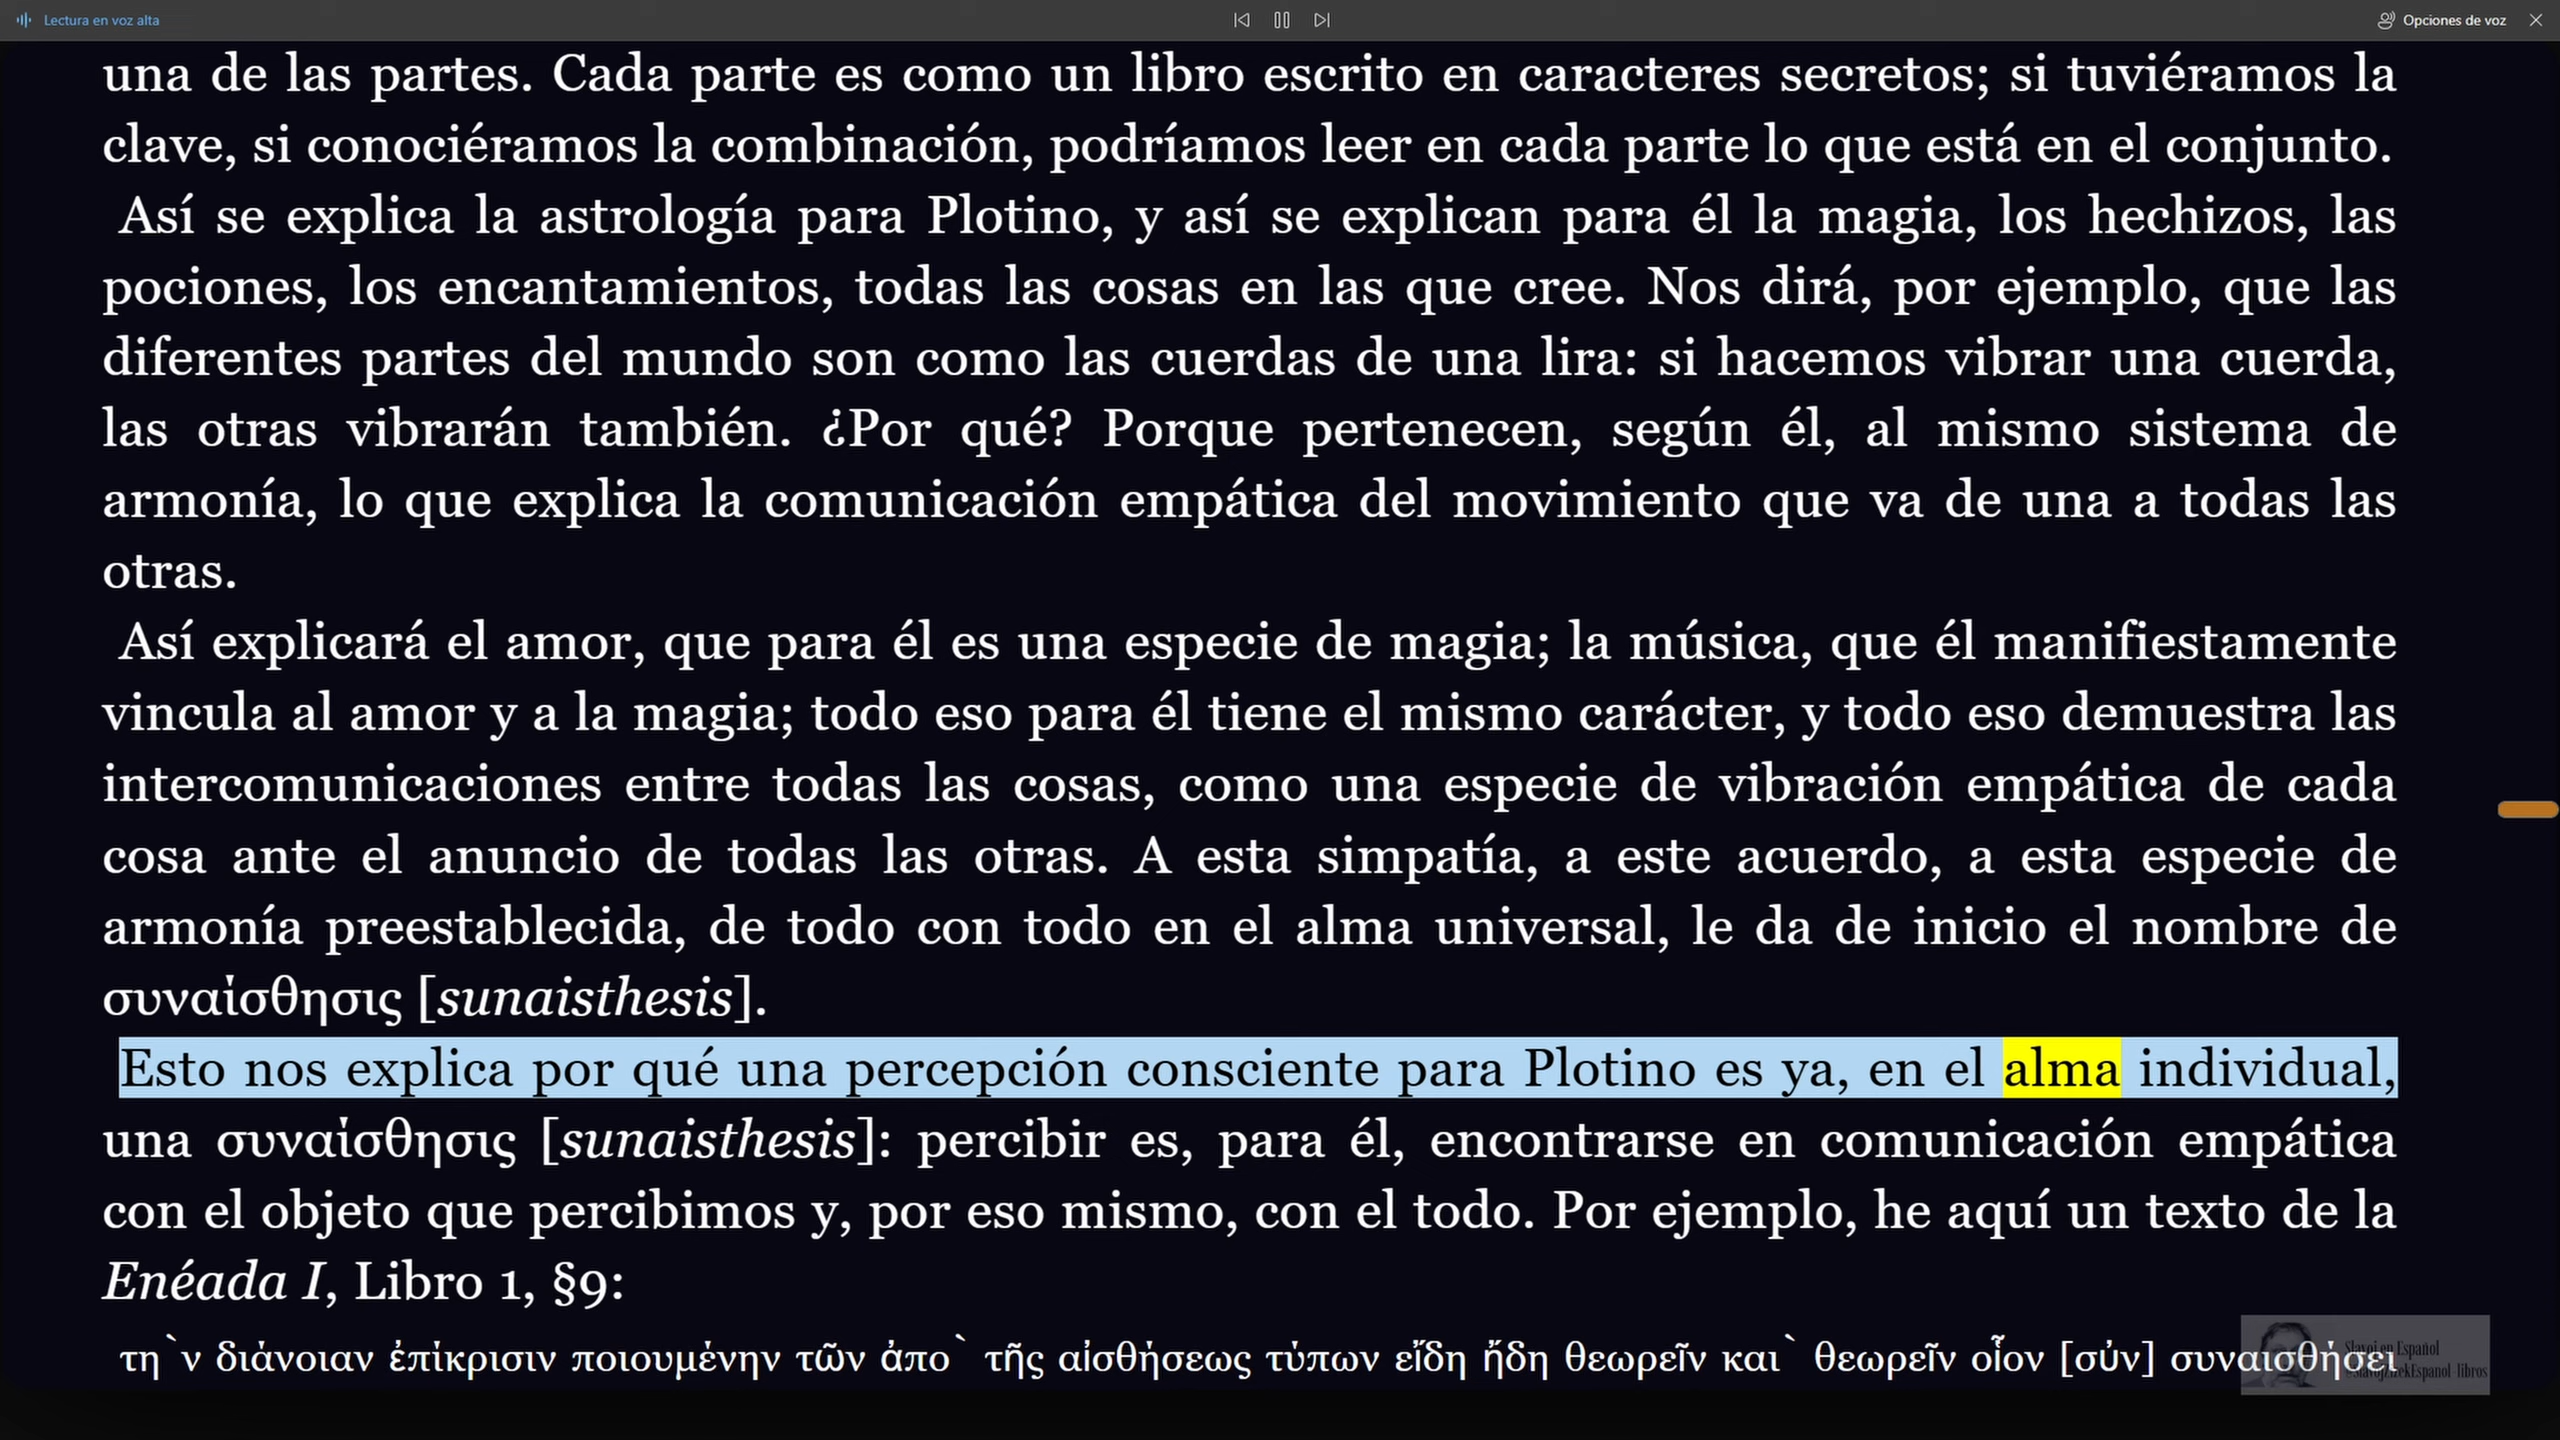 Lectura en voz alta
Opciones de voz
una de las partes. Cada parte es como un libro escrito en caracteres secretos; si tuviéramos la
clave, si conociéramos la combinación, podríamos leer en cada parte lo que está en el conjunto.
Así se explica la astrología para Plotino, y así se explican para él la magia, los hechizos, las
pociones, los encantamientos, todas las cosas en las que cree. Nos dirá, por ejemplo, que las
diferentes partes del mundo son como las cuerdas de una lira: si hacemos vibrar una cuerda,
las otras vibrarán también. ¿Por qué? Porque pertenecen, según él, al mismo sistema de
armonía, lo que explica la comunicación empática del movimiento que va de una a todas las
otras.
Así explicará el amor, que para él es una especie de magia; la música, que él manifiestamente
vincula al amor y a la magia; todo eso para él tiene el mismo carácter, y todo eso demuestra las
intercomunicaciones entre todas las cosas, como una especie de vibración empática de cada
cosa ante el anuncio de todas las otras. A esta simpatía, a este acuerdo, a esta especie de
armonía preestablecida, de todo con todo en el alma universal, le da de inicio el nombre de
συναίσθησις [sunaisthesis].
Esto nos explica por qué una percepción consciente para Plotino es ya, en el alma individual,
una συναίσθησις [sunaisthesis]: percibir es, para él, encontrarse en comunicación empática
con el objeto que percibimos y, por eso mismo, con el todo. Por ejemplo, he aquí un texto de la
Enéada I, Libro 1, §9:
τη`ν διάνοιαν ἐπίκρισιν ποιουμένην τῶν ἀπο` τῆς αἰσθήσεως τύπων εἴδη ἤδη θεωρεῖν και` θεωρεῖν οἷον [σὺν] συναισθήσει
Slavoj en Español
@SlavojZizekEspanol-libros